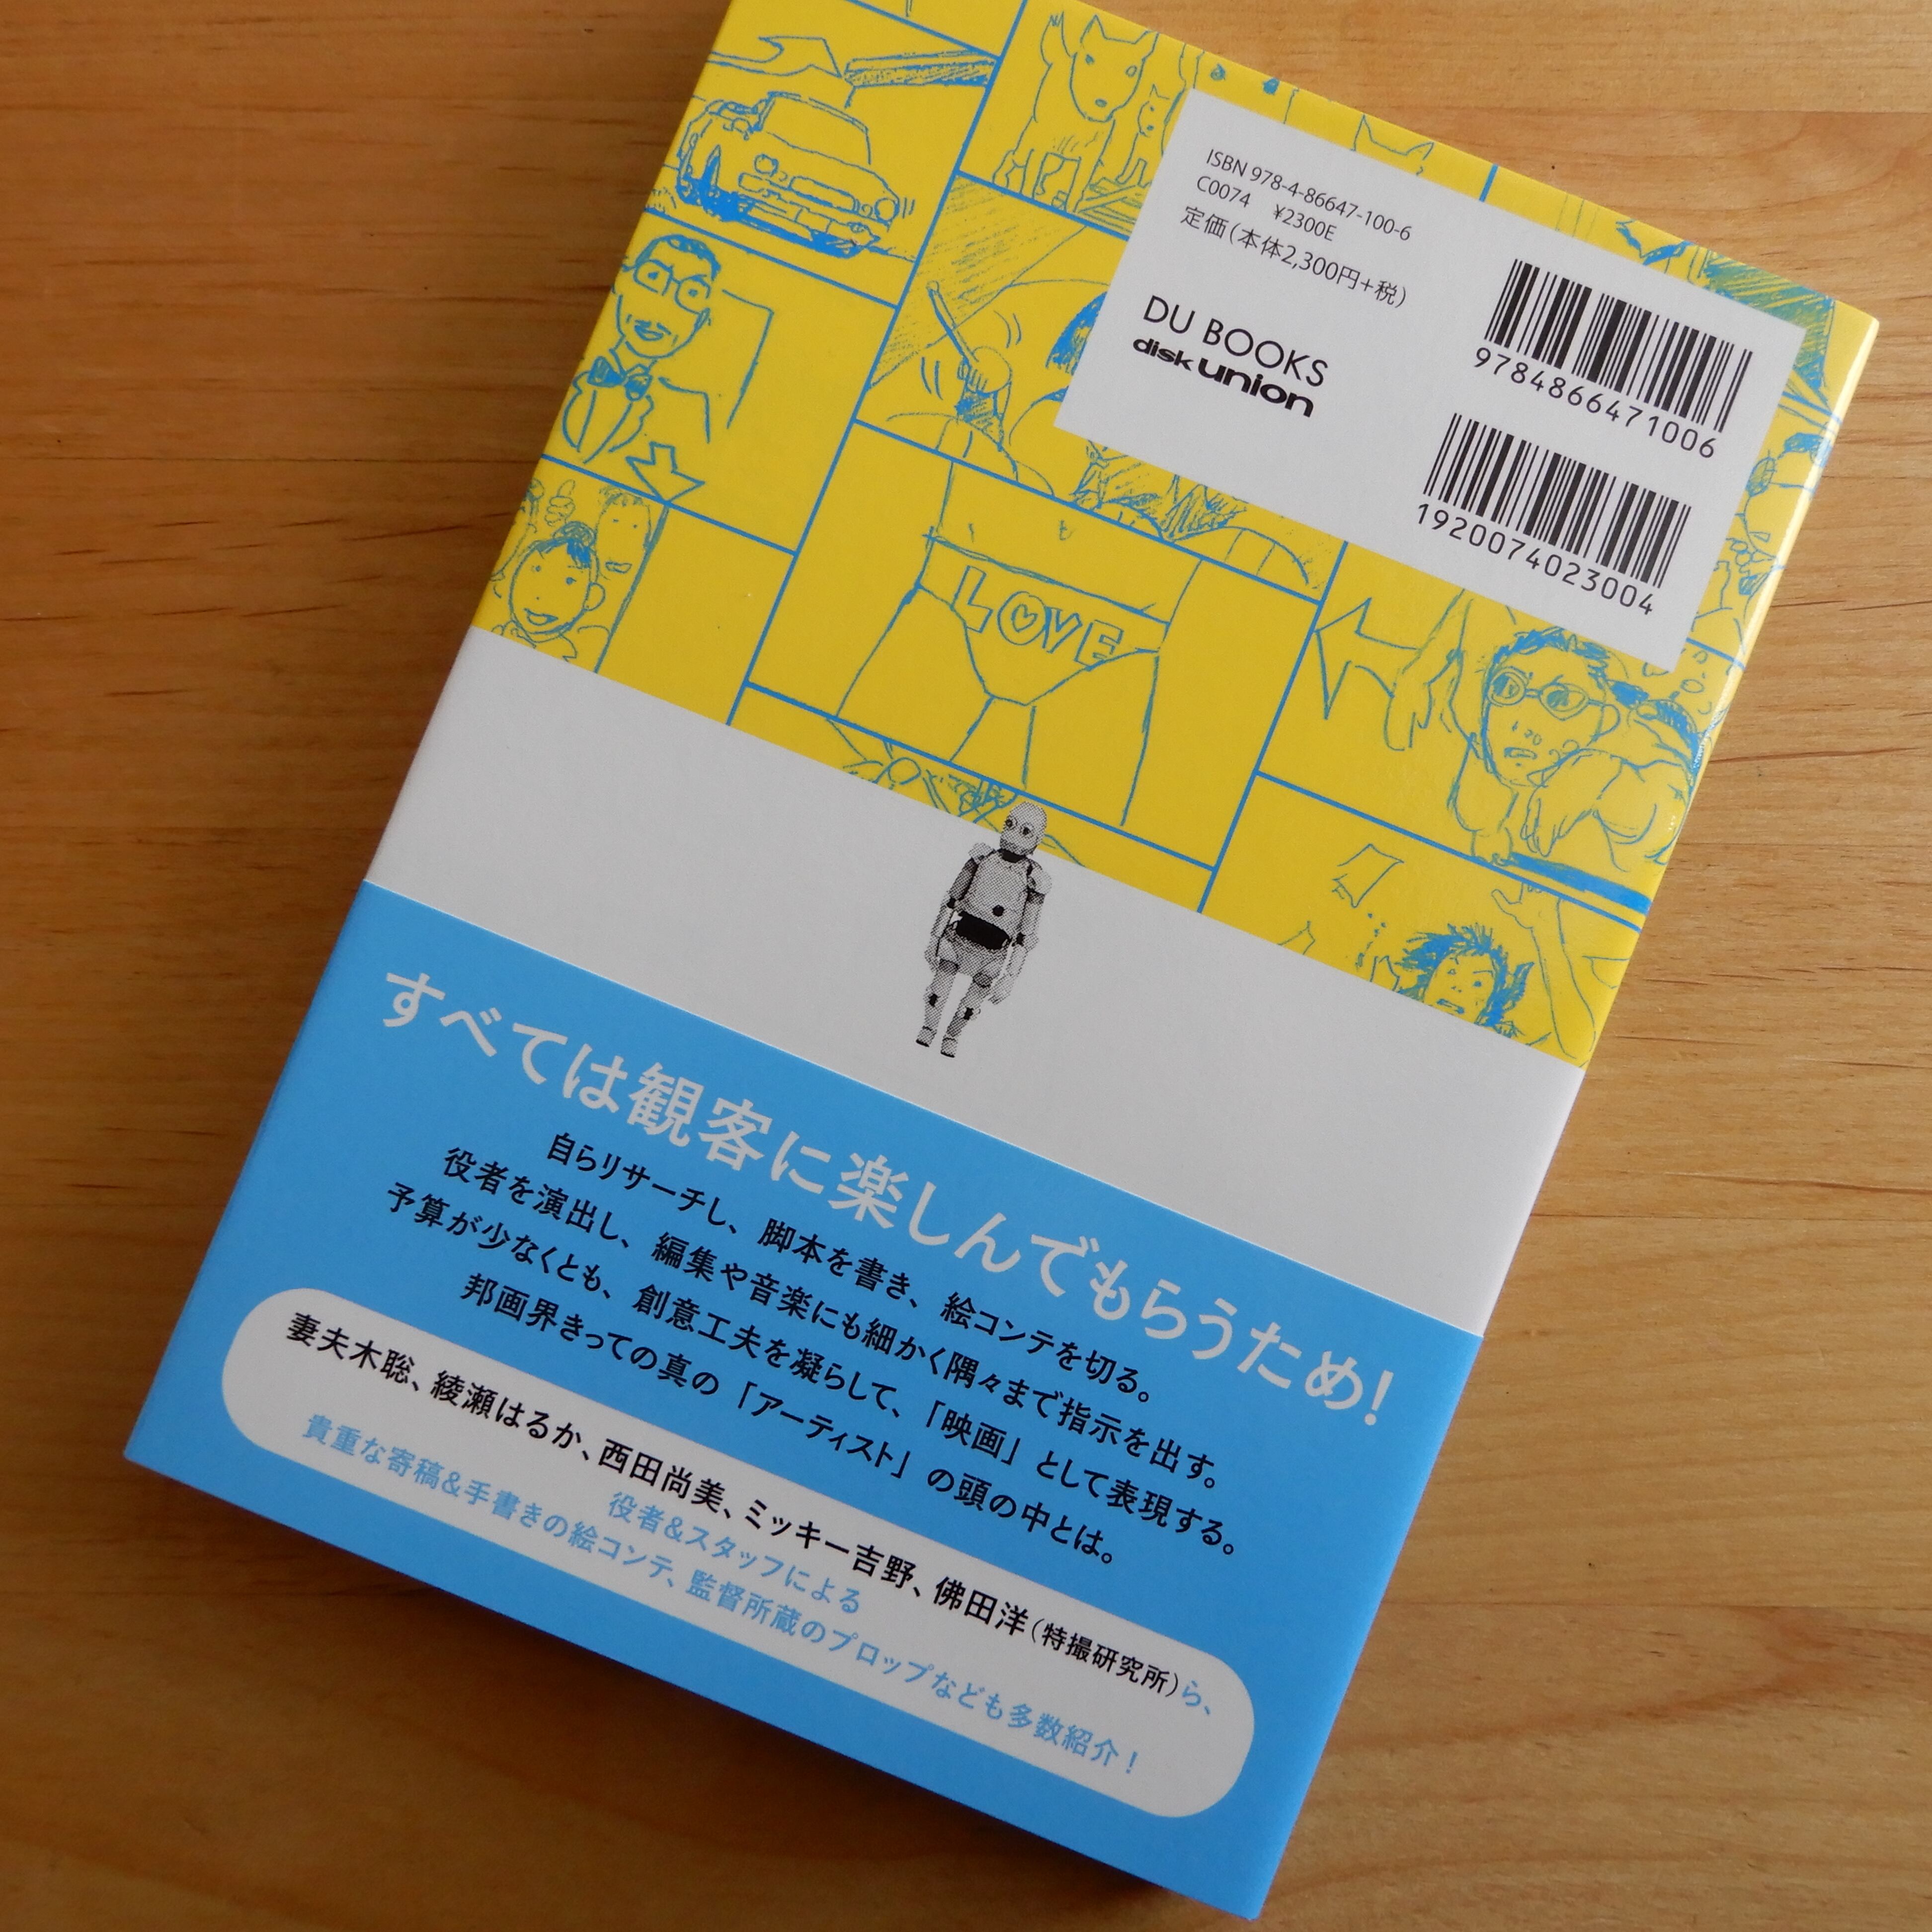 ISBN 978-4-86647-100-6
C0074 ¥2300E
定価(本体2,300円+税)
DU BOOKS
disk union
9784866471006
1920074023004
LOVE
すべては観客に楽しんでもらうため!
自らリサーチし、脚本を書き、絵コンテを切る。
役者を演出し、編集や音楽にも細かく隅々まで指示を出す。
予算が少なくとも、創意工夫を凝らして、「映画」として表現する。
邦画界きっての真の「アーティスト」の頭の中とは。
妻夫木聡、綾瀬はるか、西田尚美、ミッキー吉野、佛田洋(特撮研究所)ら、
役者&スタッフによる
貴重な寄稿&手書きの絵コンテ、監督所蔵のプロップなども多数紹介!